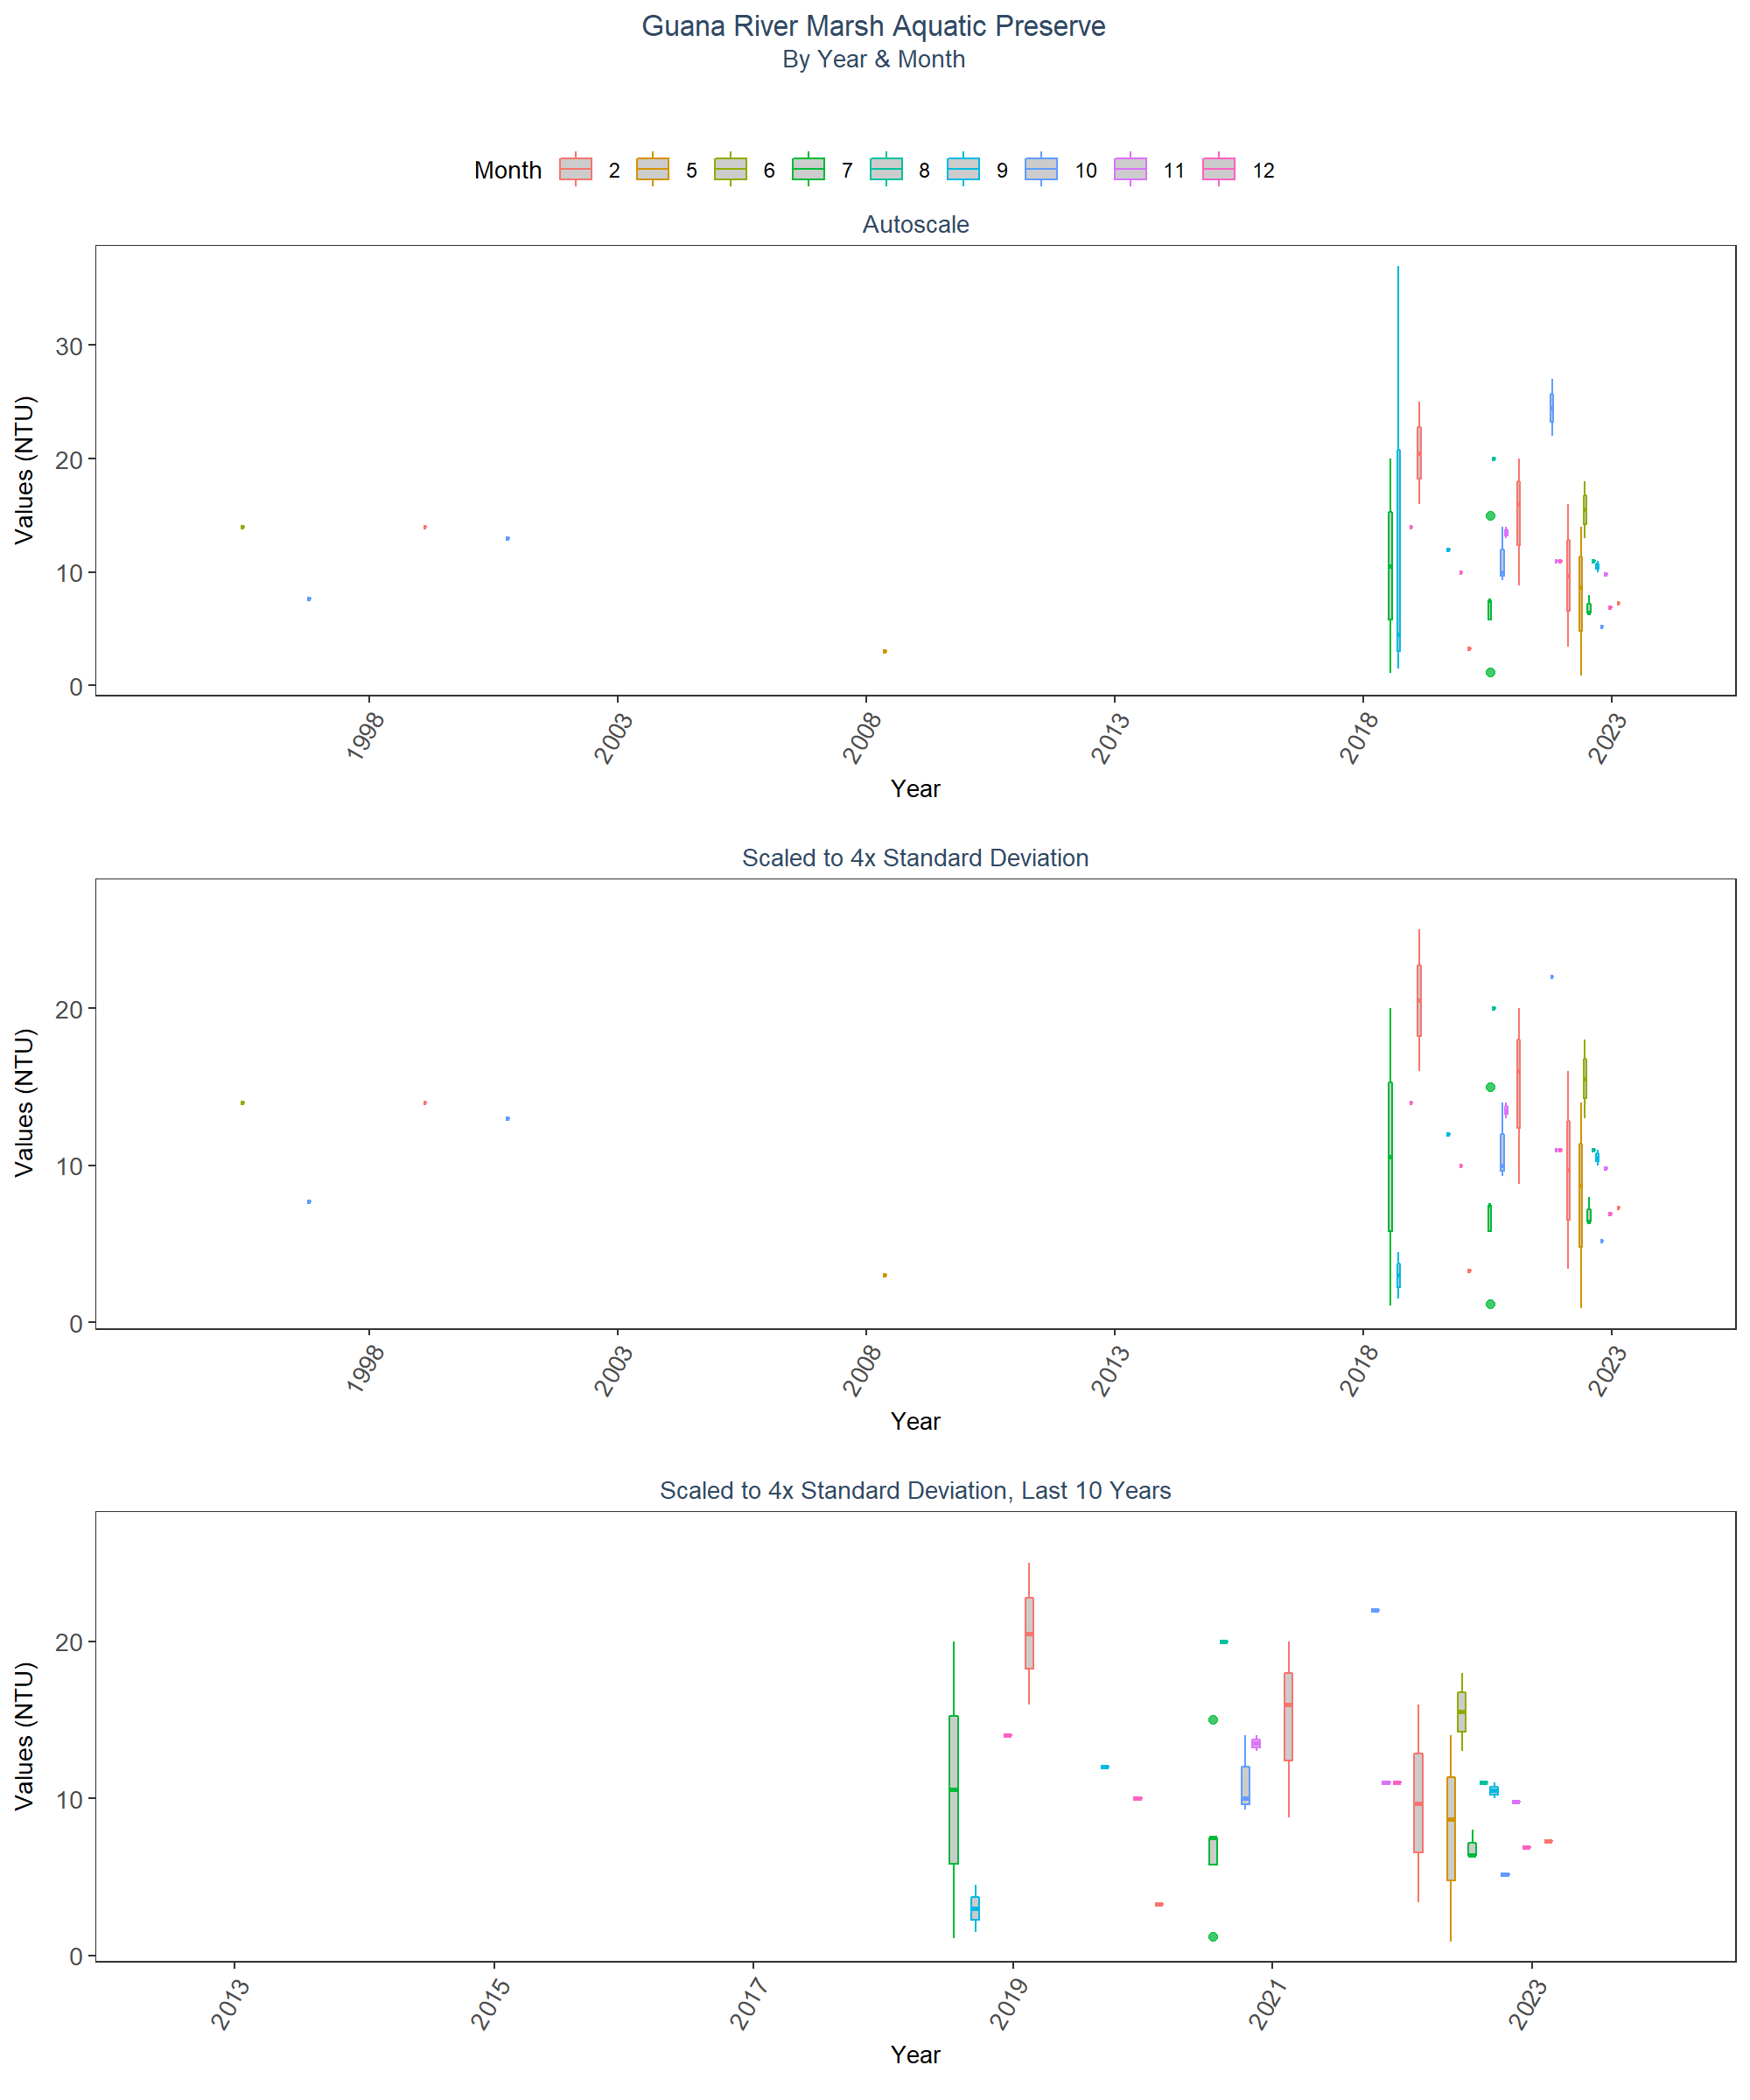 Guana River Marsh Aquatic Preserve
By Year & Month
Month 2 5 6 7 8 9 10 11 12
Autoscale
Values (NTU)
30
20
10
0
1998 2003 2008 2013 2018 2023
Year
Scaled to 4x Standard Deviation
Values (NTU)
20
10
0
1998 2003 2008 2013 2018 2023
Year
Scaled to 4x Standard Deviation, Last 10 Years
Values (NTU)
20
10
0
2013 2015 2017 2019 2021 2023
Year